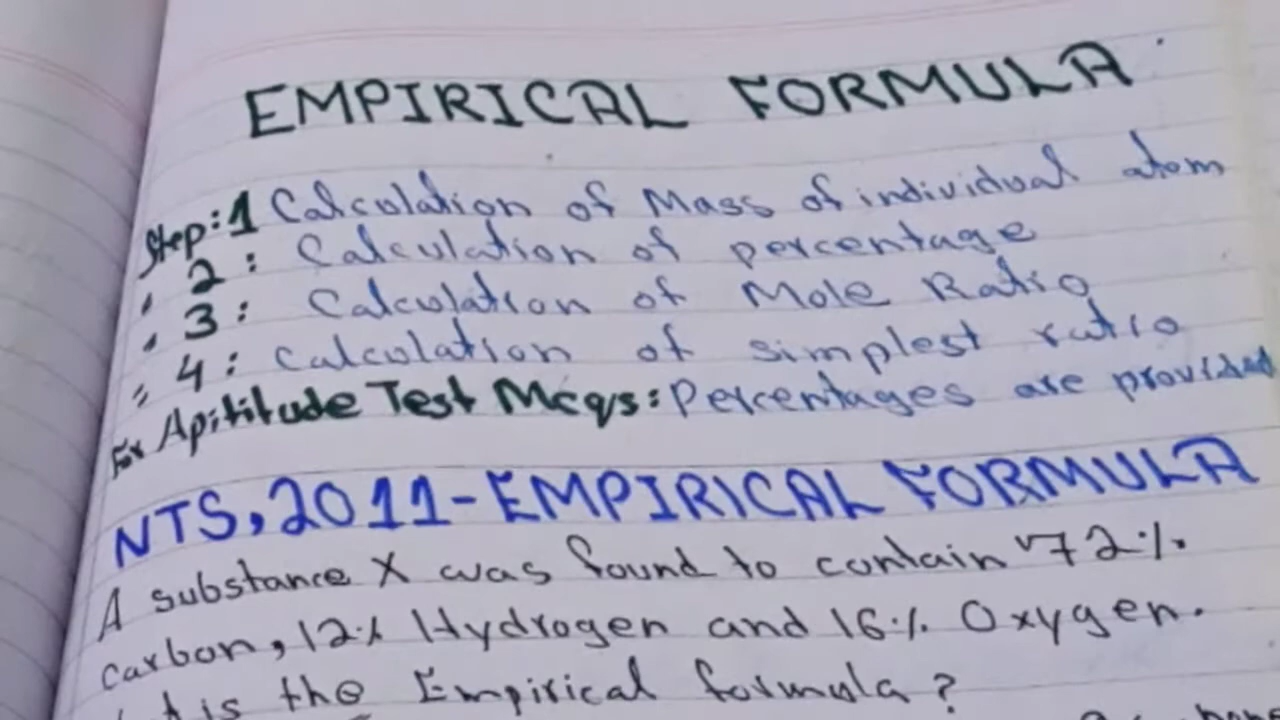 EMPIRICAL FORMULA
Step:1 Calculation of Mass of individual atom
" 2: Calculation of percentage
" 3: Calculation of Mole Ratio
" 4: Calculation of simplest ratio
For Apititude Test Mcqs: Percentages are provided
NTS,2011-EMPIRICAL FORMULA
A substance X was found to contain 72%
carbon, 12% Hydrogen and 16% Oxygen.
is the Empirical formula?